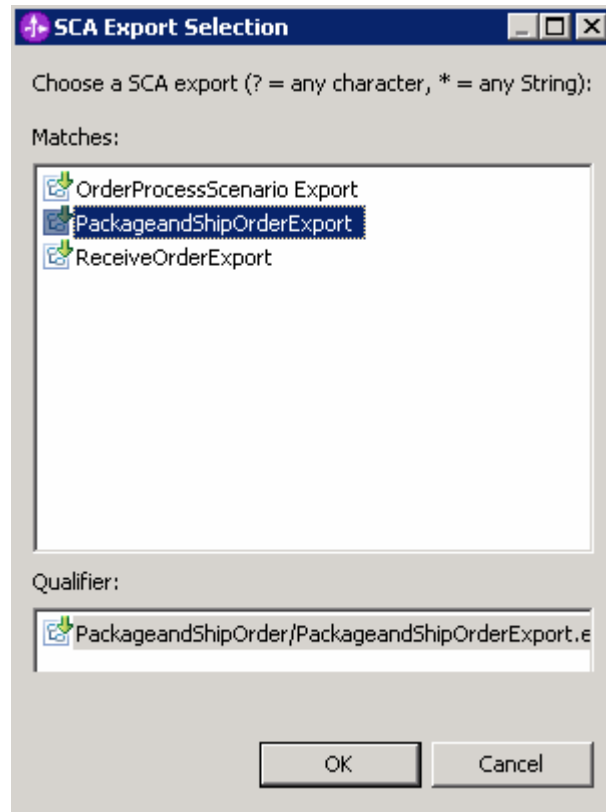 SCA Export Selection
Choose a SCA export (? = any character, * = any String):
Matches:
OrderProcessScenario Export
PackageandShipOrderExport
ReceiveOrderExport
Qualifier:
PackageandShipOrder/PackageandShipOrderExport.e
OK Cancel